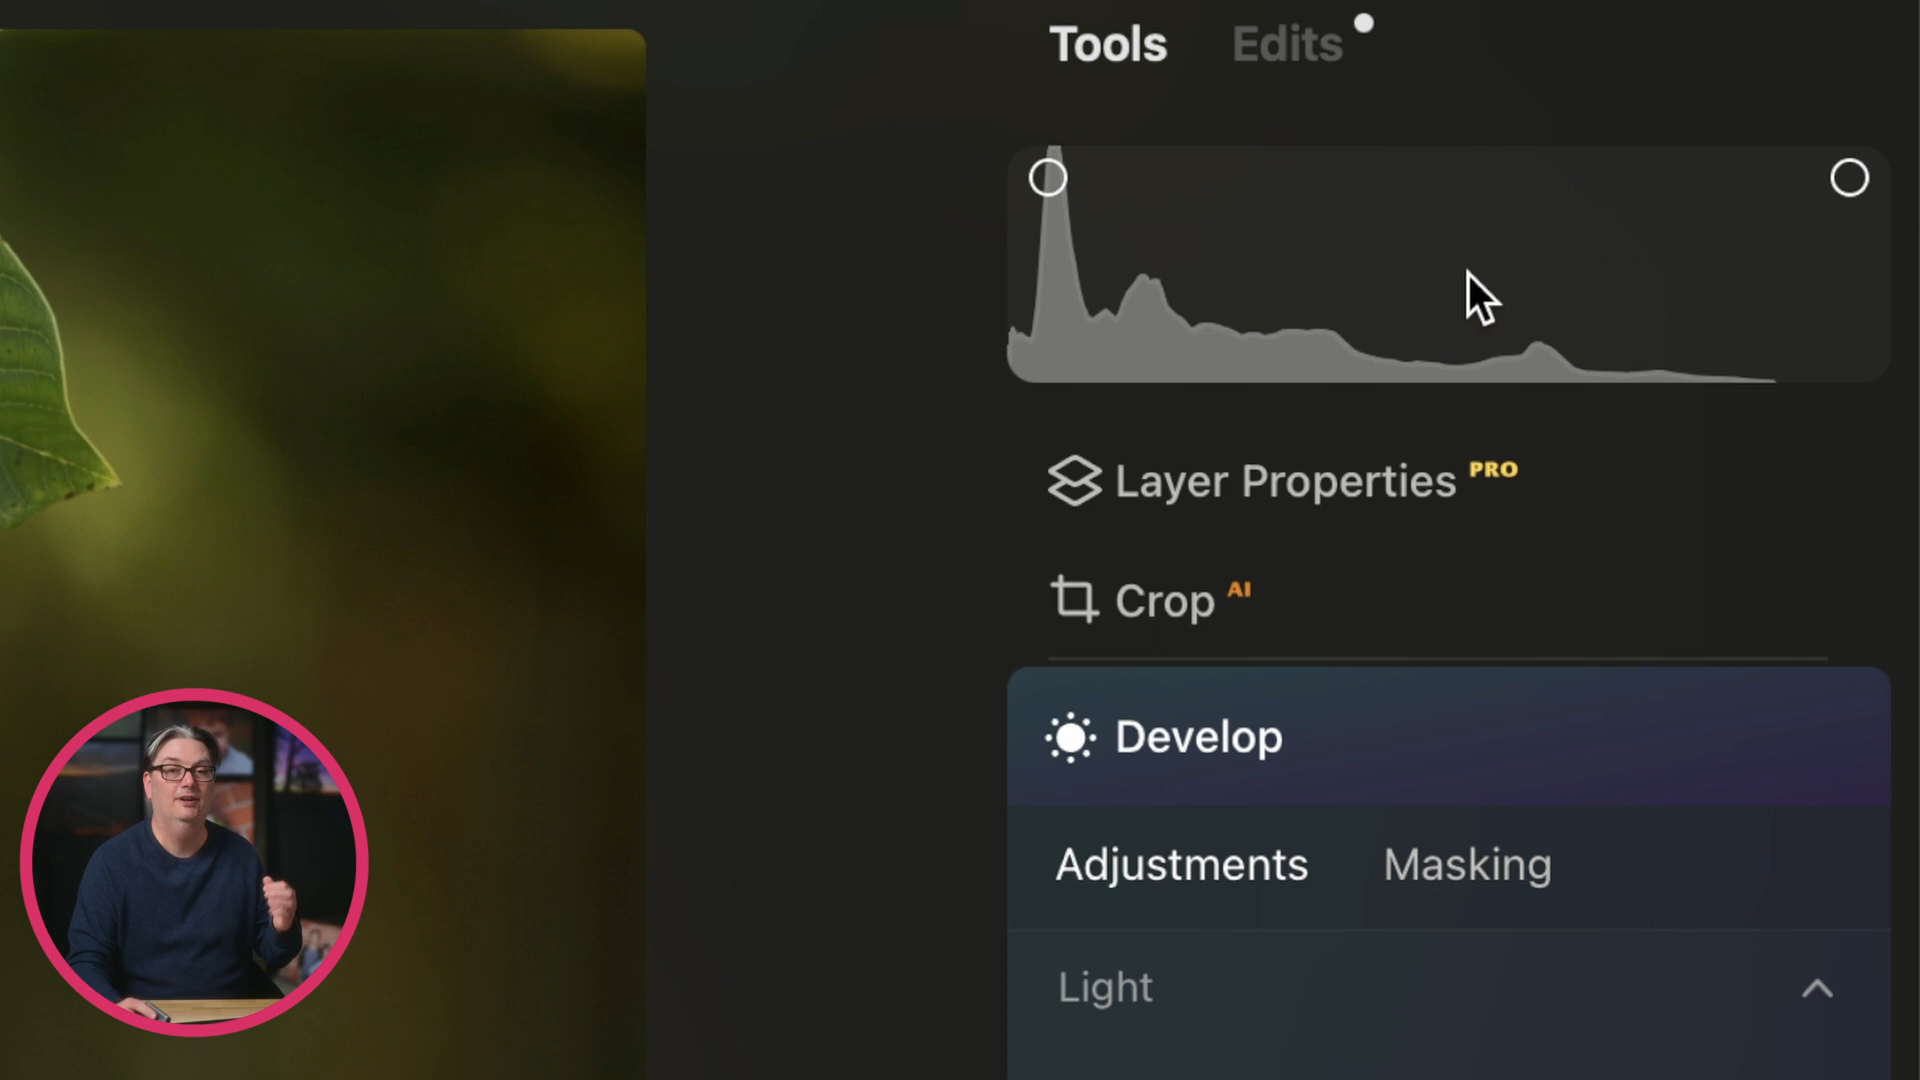 Tools Edits
Layer Properties PRO
Crop AI
Develop
Adjustments Masking
Light